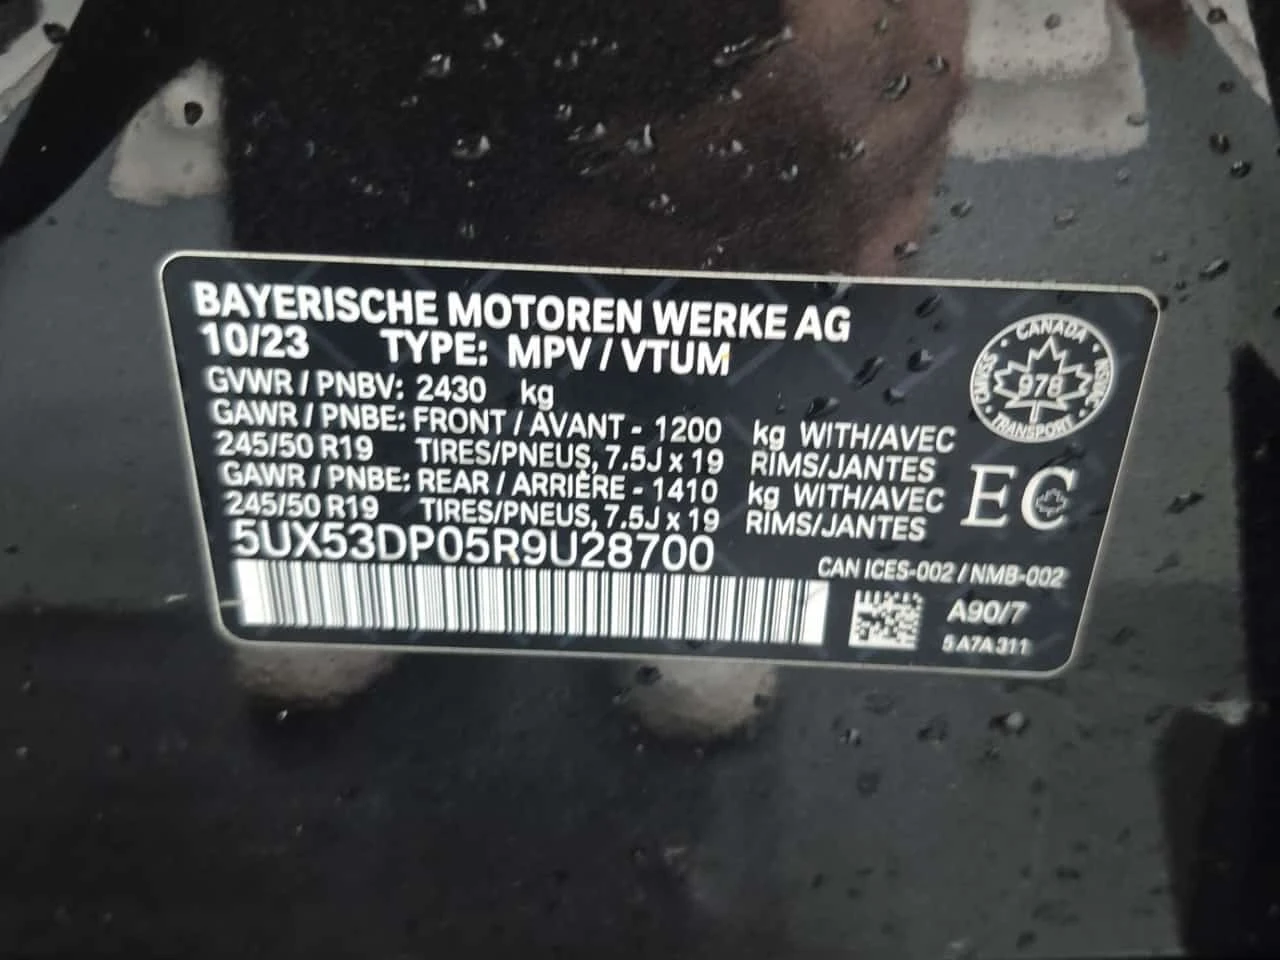 BAYERISCHE MOTOREN WERKE AG
10/23 TYPE: MPV / VTUM
GVWR / PNBV: 2430 kg
GAWR / PNBE: FRONT / AVANT - 1200 kg WITH/AVEC
245/50 R19 TIRES/PNEUS, 7.5J x 19 RIMS/JANTES
GAWR / PNBE: REAR / ARRIÈRE - 1410 kg WITH/AVEC
245/50 R19 TIRES/PNEUS, 7.5J x 19 RIMS/JANTES
5UX53DP05R9U28700
CANADA
978
TRANSPORT
EC
CAN ICES-002 / NMB-002
A90/7
5 A7A 311